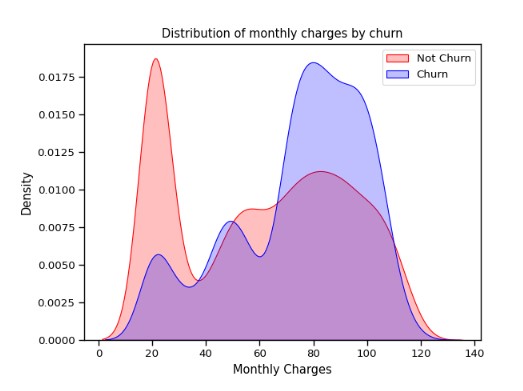 Distribution of monthly charges by churn
Not Churn
Churn
0.0175
0.0150
0.0125
0.0100
0.0075
0.0050
0.0025
0.0000
Density
0 20 40 60 80 100 120 140
Monthly Charges